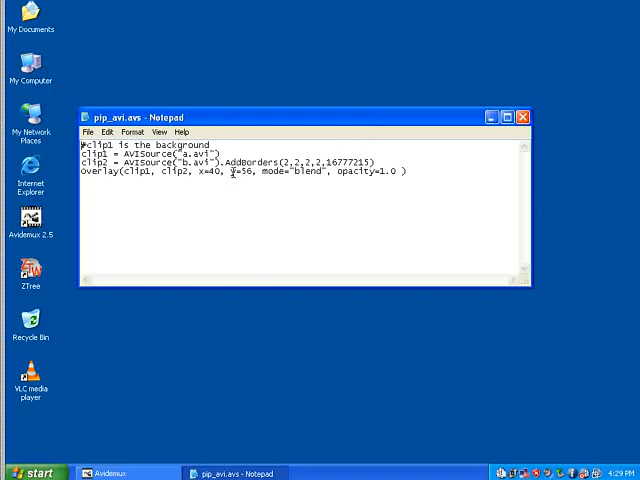 My Documents
My Computer
My Network
Places
Internet
Explorer
Avidemux 2.5
ZTW
ZTree
Recycle Bin
VLC media
player
pip_avi.avs - Notepad
File Edit Format View Help
#clip1 is the background
clip1 = AVISource("a.avi")
clip2 = AVISource("b.avi").AddBorders(2,2,2,2,16777215)
Overlay(clip1, clip2, x=40, y=56, mode="blend", opacity=1.0 )
start
Avidemux
pip_avi.avs - Notepad
4:29 PM